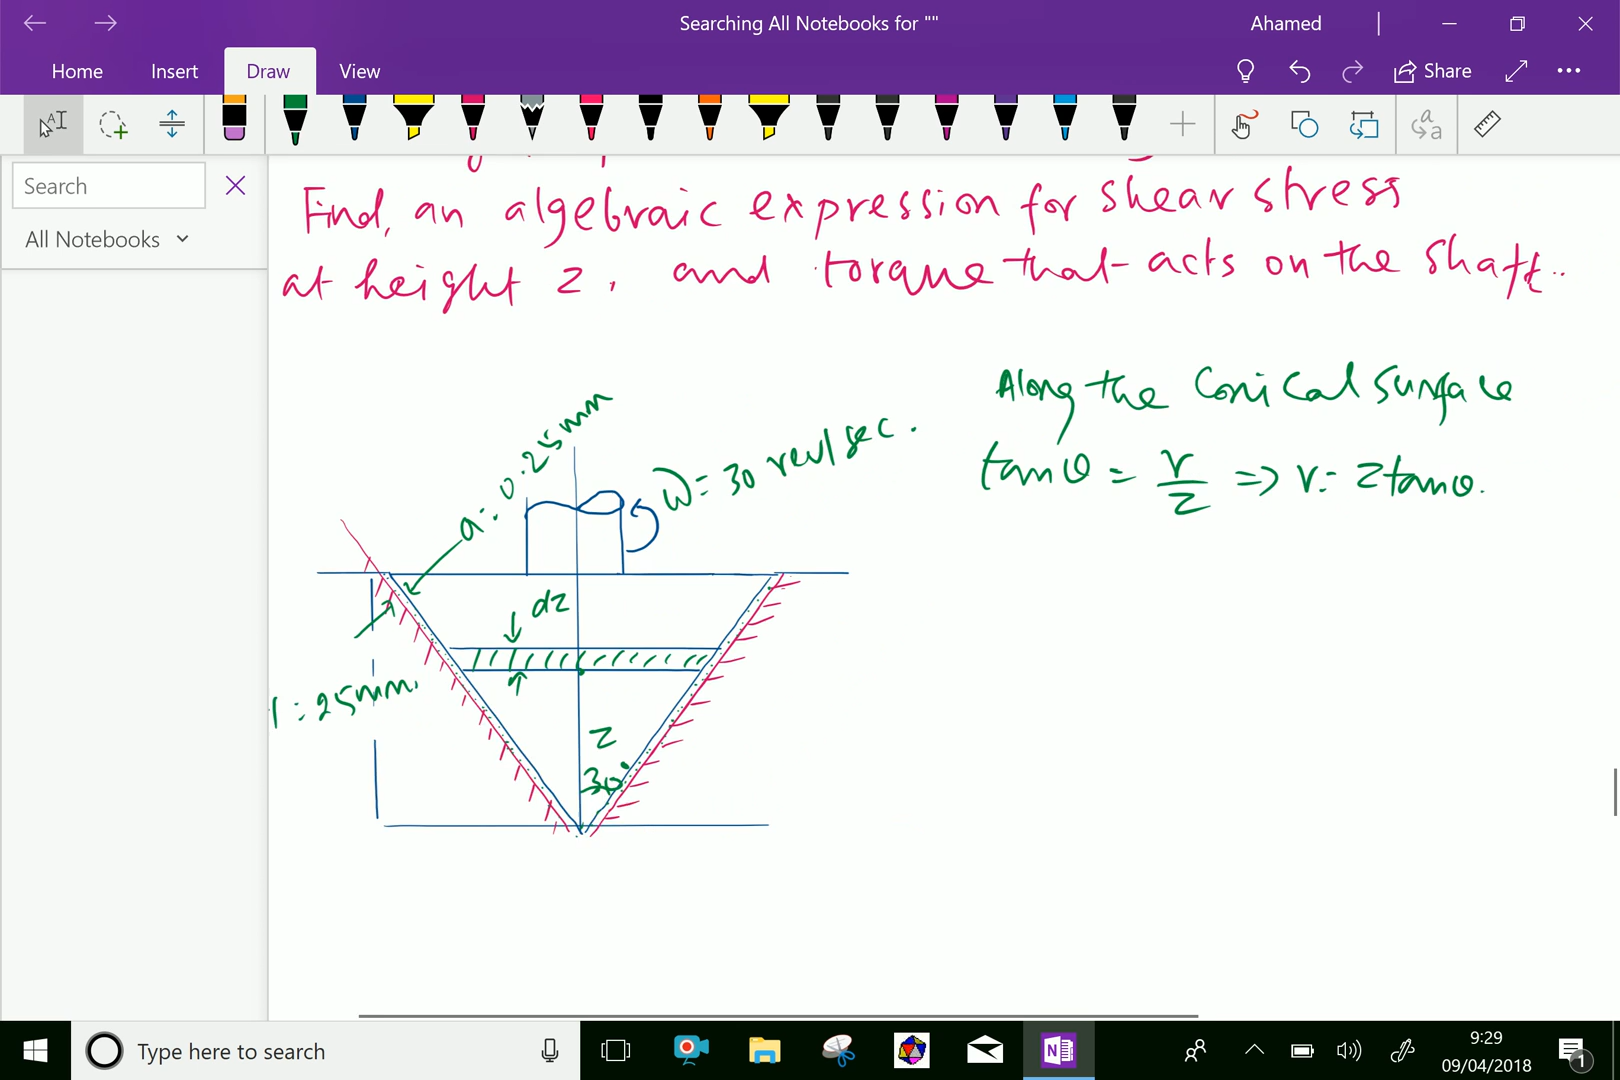 Searching All Notebooks for ""
Ahamed
Home
Insert
Draw
View
Share
Search
All Notebooks
Find, an algebraic expression for shear stress
at height z, and torque that acts on the shaft..
a = 0.25mm
ω = 30 rev/sec.
Along the Conical Surface
tanθ = r/z => r = z tanθ.
dz
= 25mm.
z
30°
Type here to search
9:29
09/04/2018
1